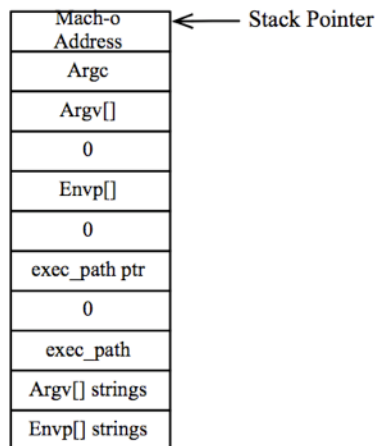 Mach-o
Address
Stack Pointer
Argc
Argv[]
0
Envp[]
0
exec_path ptr
0
exec_path
Argv[] strings
Envp[] strings